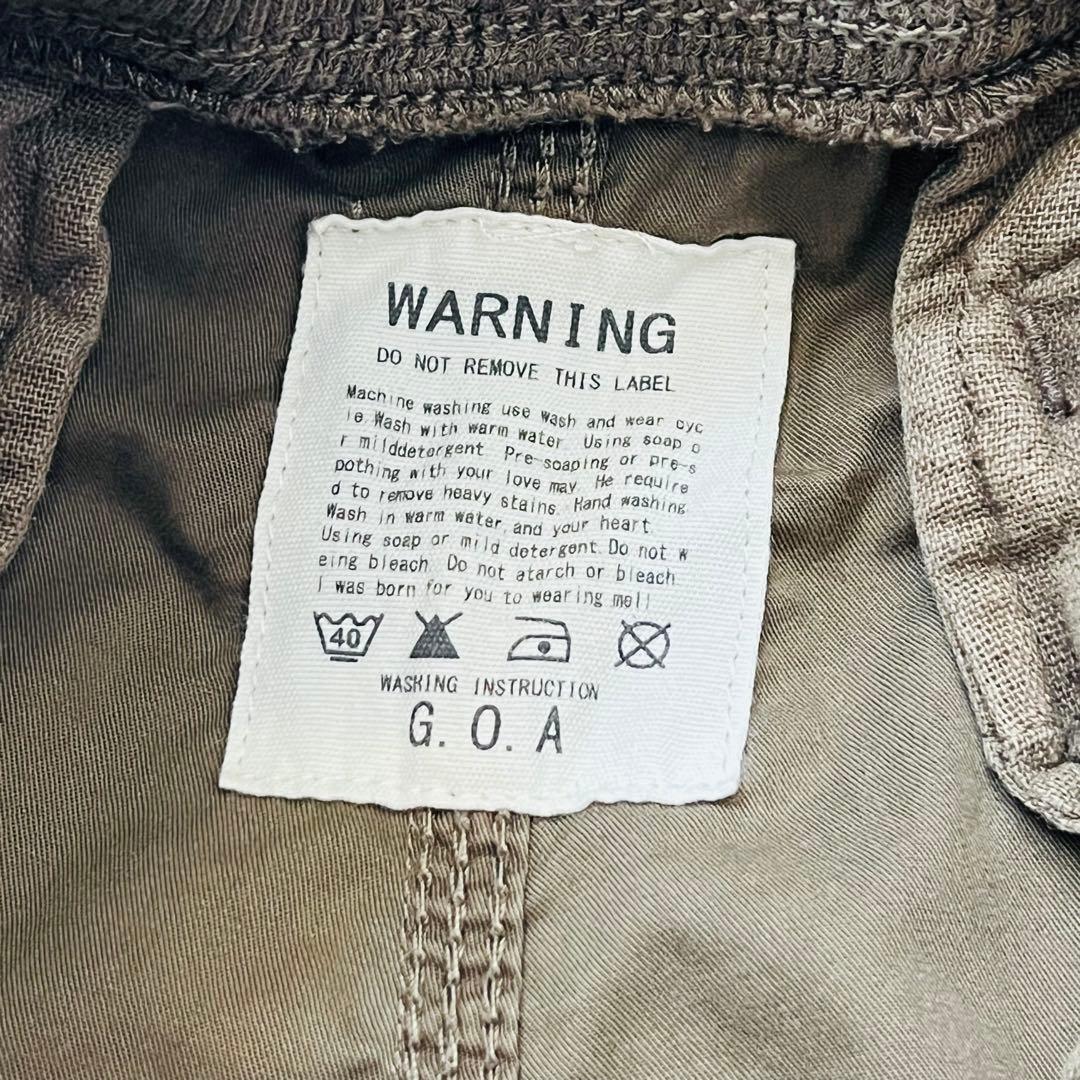 WARNING
DO NOT REMOVE THIS LABEL
Machine washing use wash and wear cyc
le Wash with warm water Using soap o
r milddetergent Pre-soaping or pre-s
pothing with your love may. He require
d to remove heavy stains. Hand washing
Wash in warm water, and your heart
Using soap or mild detergent. Do not w
eing bleach. Do not atarch or bleach
I was born for you to wearing mell
40
WASHING INSTRUCTION
G.O.A